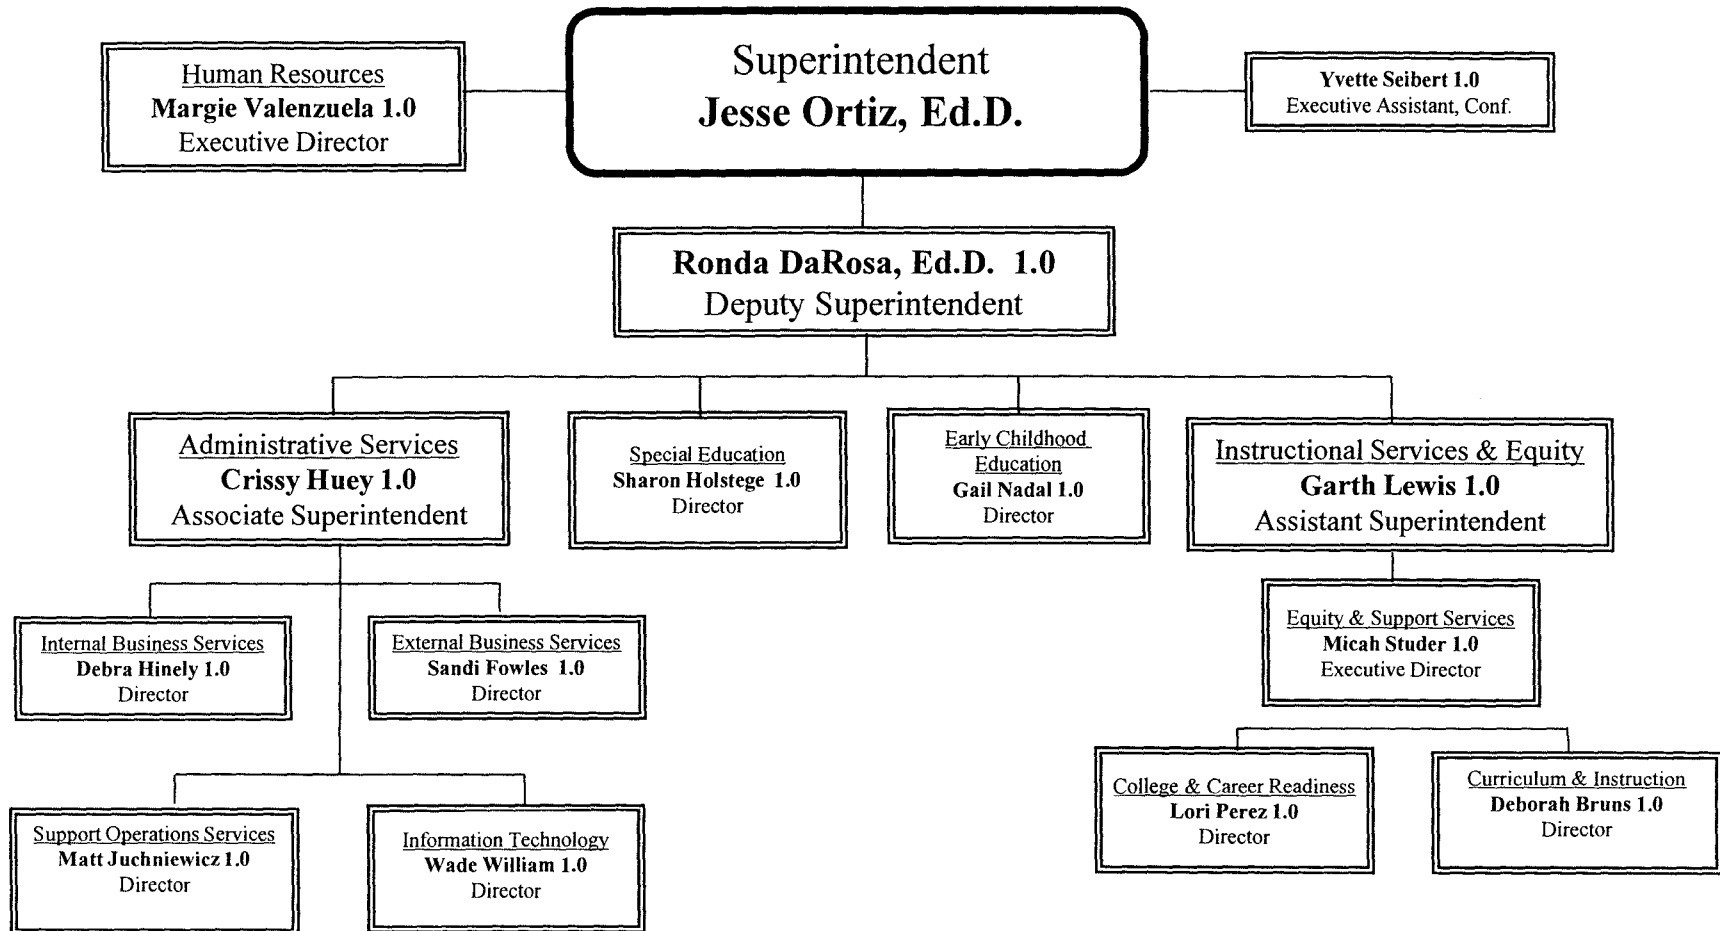 Human Resources
Margie Valenzuela 1.0
Executive Director
Superintendent
Jesse Ortiz, Ed.D.
Yvette Seibert 1.0
Executive Assistant, Conf.
Ronda DaRosa, Ed.D. 1.0
Deputy Superintendent
Administrative Services
Crissy Huey 1.0
Associate Superintendent
Special Education
Sharon Holstege 1.0
Director
Early Childhood
Education
Gail Nadal 1.0
Director
Instructional Services & Equity
Garth Lewis 1.0
Assistant Superintendent
Internal Business Services
Debra Hinely 1.0
Director
External Business Services
Sandi Fowles 1.0
Director
Equity & Support Services
Micah Studer 1.0
Executive Director
Support Operations Services
Matt Juchniewicz 1.0
Director
Information Technology
Wade William 1.0
Director
College & Career Readiness
Lori Perez 1.0
Director
Curriculum & Instruction
Deborah Bruns 1.0
Director